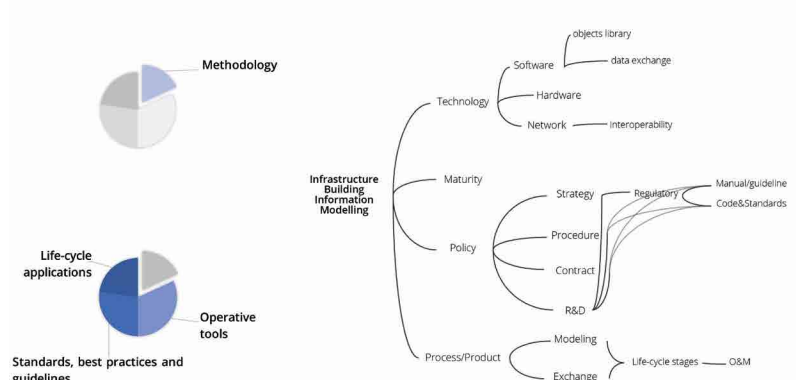 Methodology
Life-cycle
applications
Operative
tools
Standards, best practices and
guidelines
Infrastructure
Building
Information
Modelling
Technology
Software
objects library
data exchange
Hardware
Network
Interoperability
Maturity
Policy
Strategy
Regulatory
Manual/guideline
Code&Standards
Procedure
Contract
R&D
Process/Product
Modeling
Exchange
Life-cycle stages
O&M